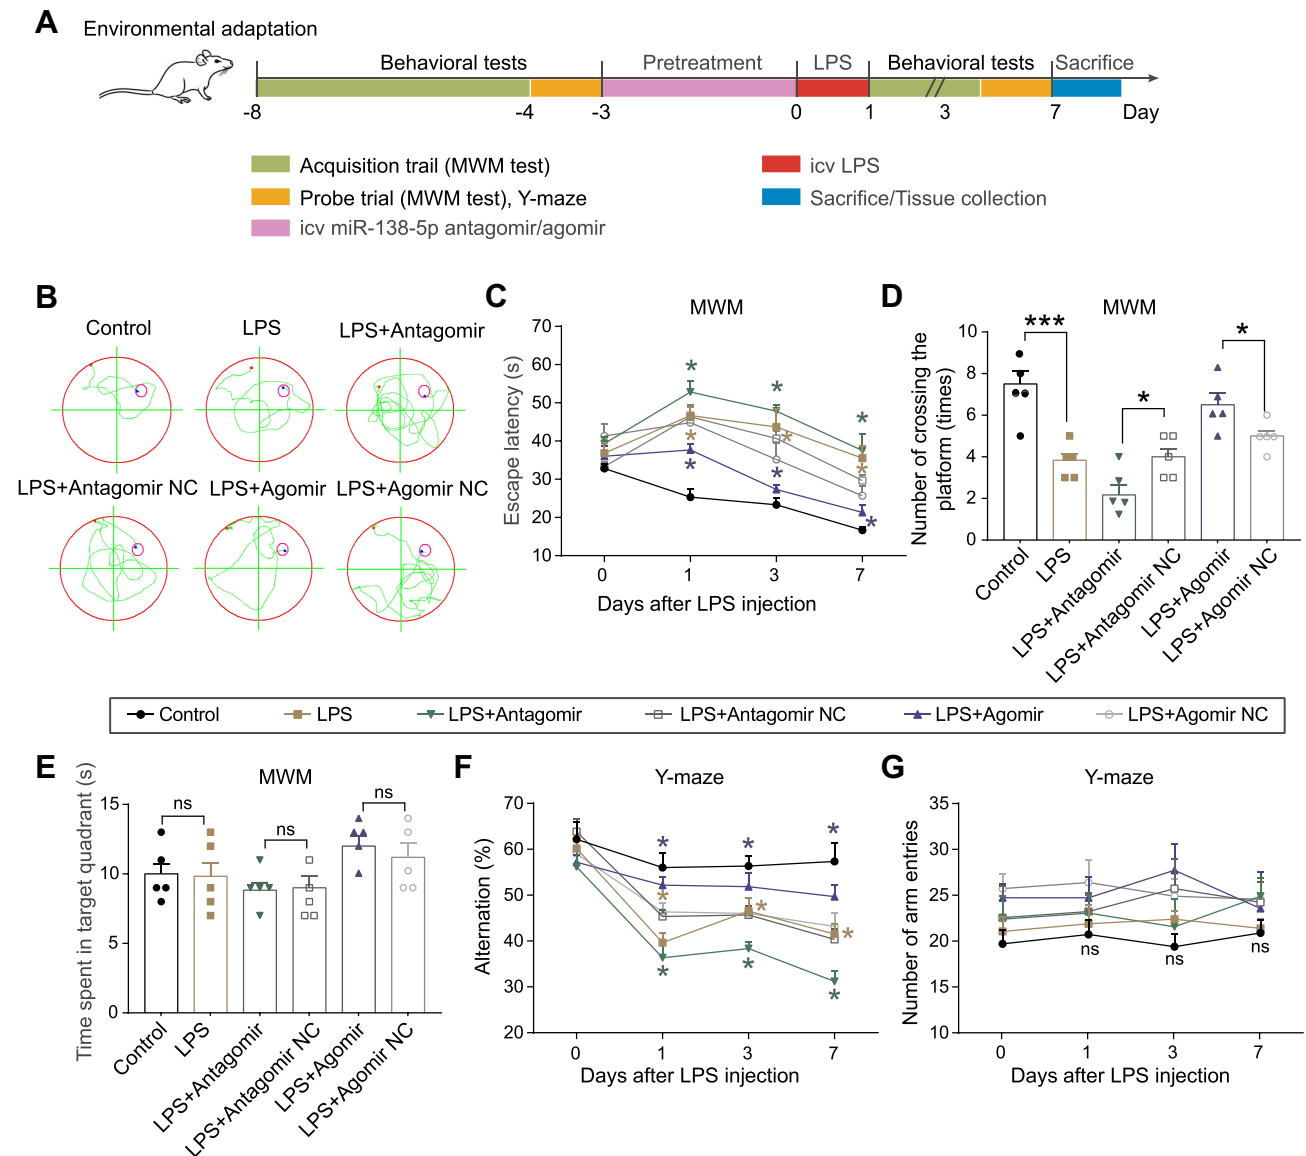 A
Environmental adaptation
Behavioral tests
Pretreatment
LPS
Behavioral tests
Sacrifice
-8
-4
-3
0
1
3
7
Day
Acquisition trail (MWM test)
Probe trial (MWM test), Y-maze
icv miR-138-5p antagomir/agomir
icv LPS
Sacrifice/Tissue collection
B
Control
LPS
LPS+Antagomir
LPS+Antagomir NC
LPS+Agomir
LPS+Agomir NC
C
MWM
Escape latency (s)
70
60
50
40
30
20
10
*
*
*
*
*
*
*
*
*
0
1
3
7
Days after LPS injection
D
MWM
Number of crossing the
platform (times)
10
8
6
4
2
0
***
*
*
Control
LPS
LPS+Antagomir
LPS+Antagomir NC
LPS+Agomir
LPS+Agomir NC
Control
LPS
LPS+Antagomir
LPS+Antagomir NC
LPS+Agomir
LPS+Agomir NC
E
MWM
Time spent in target quadrant (s)
15
10
5
0
ns
ns
ns
Control
LPS
LPS+Antagomir
LPS+Antagomir NC
LPS+Agomir
LPS+Agomir NC
F
Y-maze
Alternation (%)
70
60
50
40
30
20
*
*
*
*
*
*
*
*
*
0
1
3
7
Days after LPS injection
G
Y-maze
Number of arm entries
35
30
25
20
15
10
ns
ns
ns
0
1
3
7
Days after LPS injection